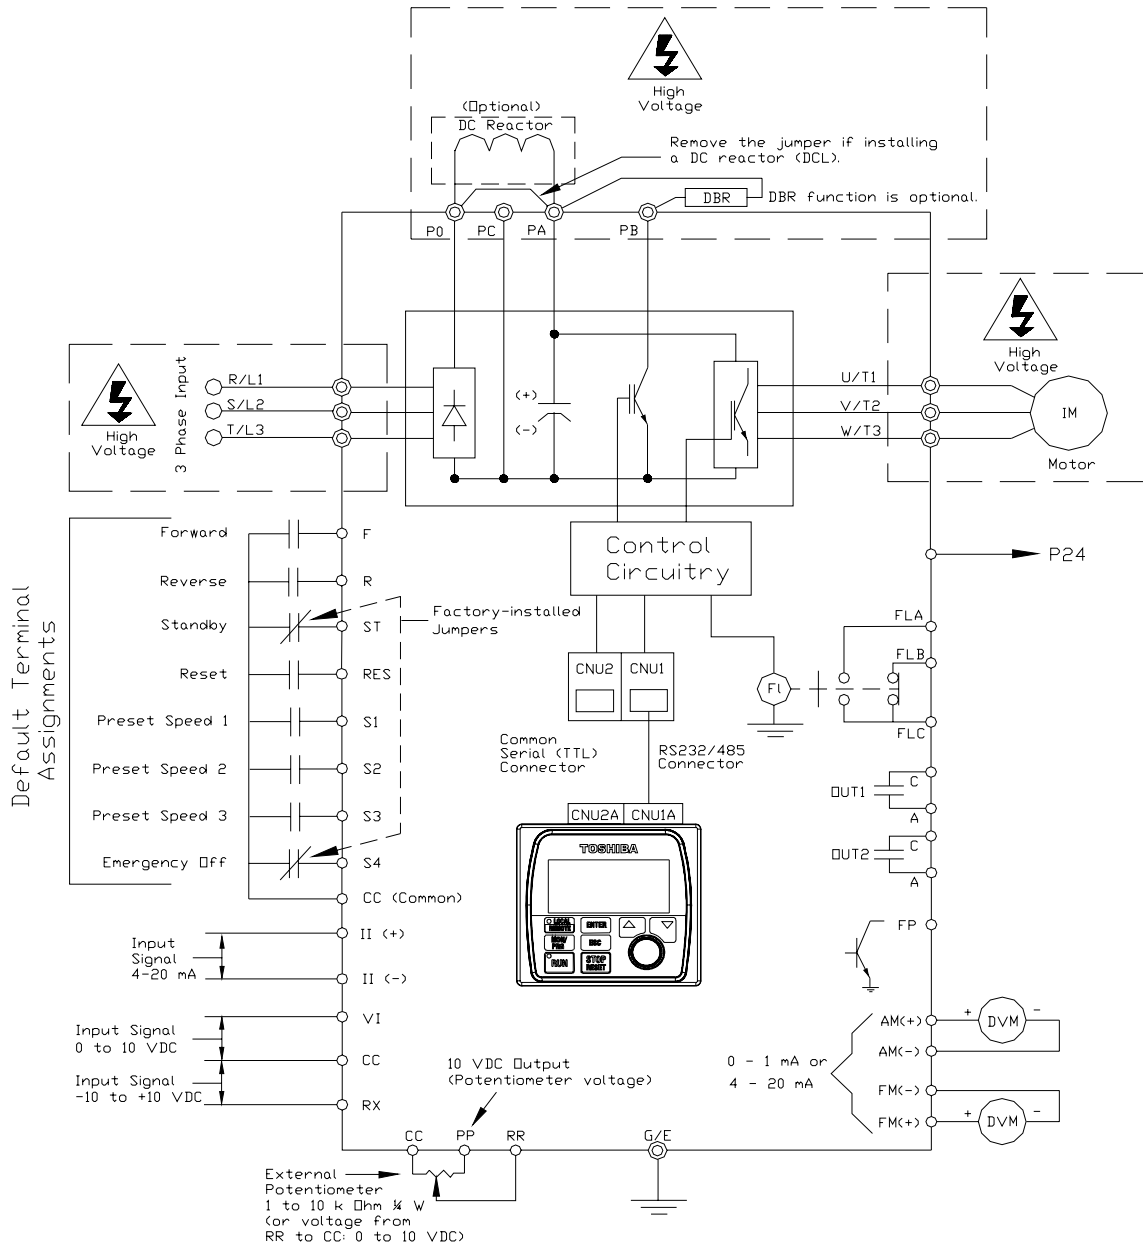 High
Voltage
(Optional)
DC Reactor
Remove the jumper if installing
a DC reactor (DCL).
DBR
DBR function is optional.
PO
PC
PA
PB
High
Voltage
3 Phase Input
R/L1
S/L2
T/L3
(+)
(-)
U/T1
V/T2
W/T3
High
Voltage
IM
Motor
Default Terminal
Assignments
Forward
F
Reverse
R
Standby
ST
Factory-installed
Jumpers
Reset
RES
Preset Speed 1
S1
Preset Speed 2
S2
Preset Speed 3
S3
Emergency Off
S4
CC (Common)
Control
Circuitry
P24
CNU2
CNU1
Common
Serial (TTL)
Connector
RS232/485
Connector
Fl
FLA
FLB
FLC
CNU2A
CNU1A
TOSHIBA
LOCAL
REMOTE
ENTER
MON/
PRG
ESC
RUN
STOP
RESET
C
OUT1
A
C
OUT2
A
FP
Input
Signal
4-20 mA
II (+)
II (-)
Input Signal
0 to 10 VDC
VI
CC
Input Signal
-10 to +10 VDC
RX
10 VDC Output
(Potentiometer voltage)
CC
PP
RR
G/E
0 - 1 mA or
4 - 20 mA
AM(+)
+
DVM
-
AM(-)
FM(-)
FM(+)
+
DVM
-
External
Potentiometer
1 to 10 k Ohm ¼ W
(or voltage from
RR to CC: 0 to 10 VDC)